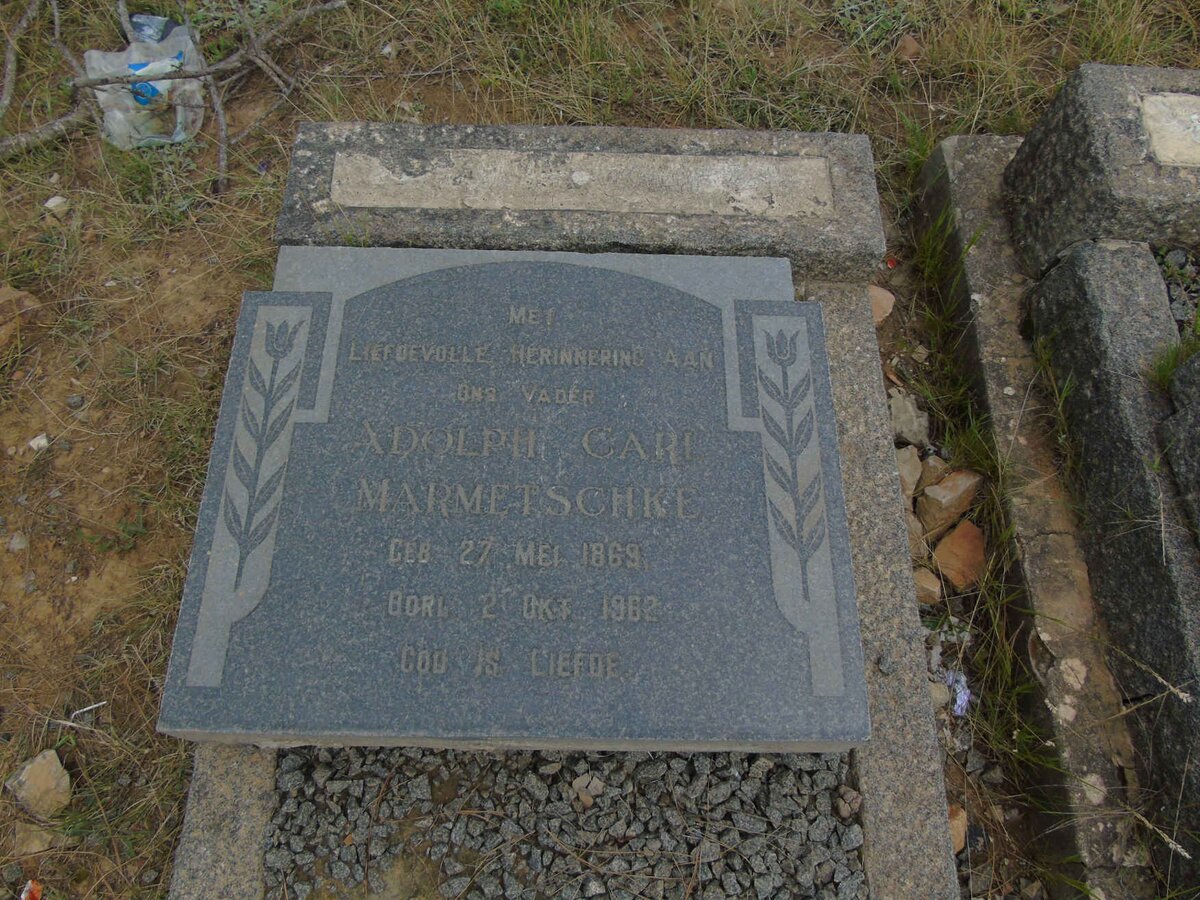 MET
LIEFDEVOLLE HERINNERING AAN
ONS VADER
ADOLPH CARL
MARMETSCHKE
GEB. 27 MEI 1869.
OORL. 2 OKT. 1962
GOD IS LIEFDE